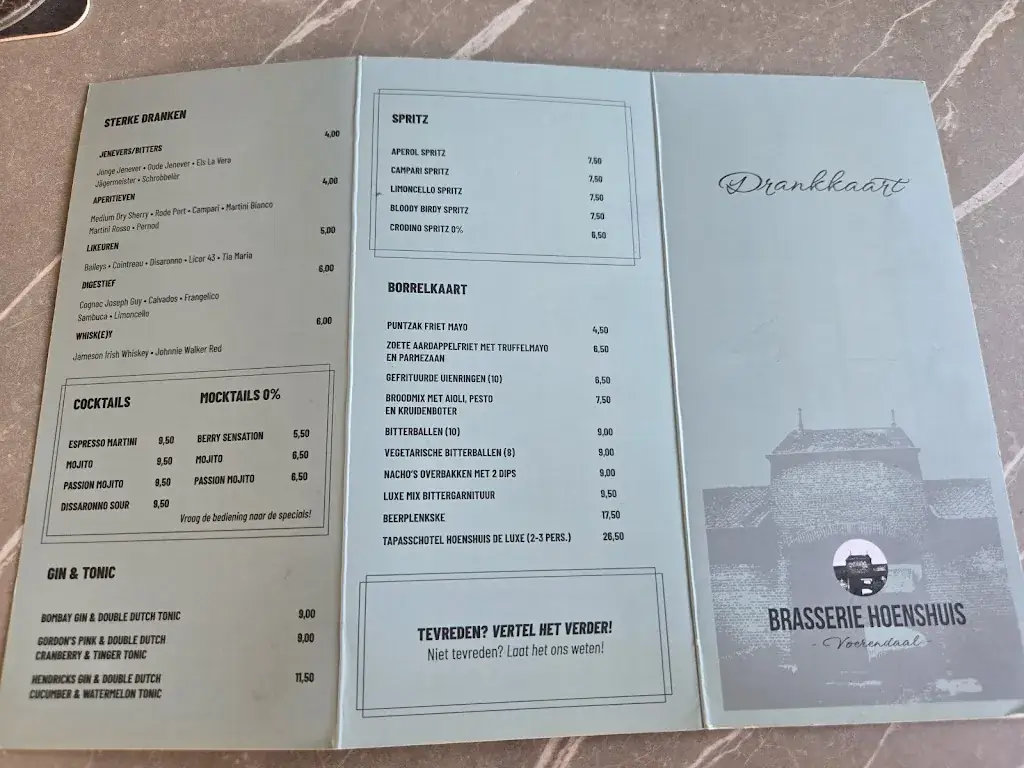 STERKE DRANKEN
JENEVERS/BITTERS 4,00
Jonge Jenever • Oude Jenever • Els La Vera
Jägermeister • Schrobbelèr
APERITIEVEN 4,00
Medium Dry Sherry • Rode Port • Campari • Martini Bianco
Martini Rosso • Pernod
LIKEUREN 5,00
Baileys • Cointreau • Disaronno • Licor 43 • Tia Maria
DIGESTIEF 6,00
Cognac Joseph Guy • Calvados • Frangelico
Sambuca • Limoncello
WHISK(E)Y 6,00
Jameson Irish Whiskey • Johnnie Walker Red
COCKTAILS
ESPRESSO MARTINI 9,50
MOJITO 9,50
PASSION MOJITO 9,50
DISSARONNO SOUR 9,50
MOCKTAILS 0%
BERRY SENSATION 5,50
MOJITO 6,50
PASSION MOJITO 6,50
Vraag de bediening naar de specials!
GIN & TONIC
BOMBAY GIN & DOUBLE DUTCH TONIC 9,00
GORDON'S PINK & DOUBLE DUTCH 9,00
CRANBERRY & TINGER TONIC
HENDRICKS GIN & DOUBLE DUTCH 11,50
CUCUMBER & WATERMELON TONIC
SPRITZ
APEROL SPRITZ 7,50
CAMPARI SPRITZ 7,50
LIMONCELLO SPRITZ 7,50
BLOODY BIRDY SPRITZ 7,50
CRODINO SPRITZ 0% 6,50
BORRELKAART
PUNTZAK FRIET MAYO 4,50
ZOETE AARDAPPELFRIET MET TRUFFELMAYO 6,50
EN PARMEZAAN
GEFRITUURDE UIENRINGEN (10) 6,50
BROODMIX MET AIOLI, PESTO 7,50
EN KRUIDENBOTER
BITTERBALLEN (10) 9,00
VEGETARISCHE BITTERBALLEN (8) 9,00
NACHO'S OVERBAKKEN MET 2 DIPS 9,00
LUXE MIX BITTERGARNITUUR 9,50
BEERPLENKSKE 17,50
TAPASSCHOTEL HOENSHUIS DE LUXE (2-3 PERS.) 26,50
TEVREDEN? VERTEL HET VERDER!
Niet tevreden? Laat het ons weten!
Drankkaart
BRASSERIE HOENSHUIS
- Voerendaal -